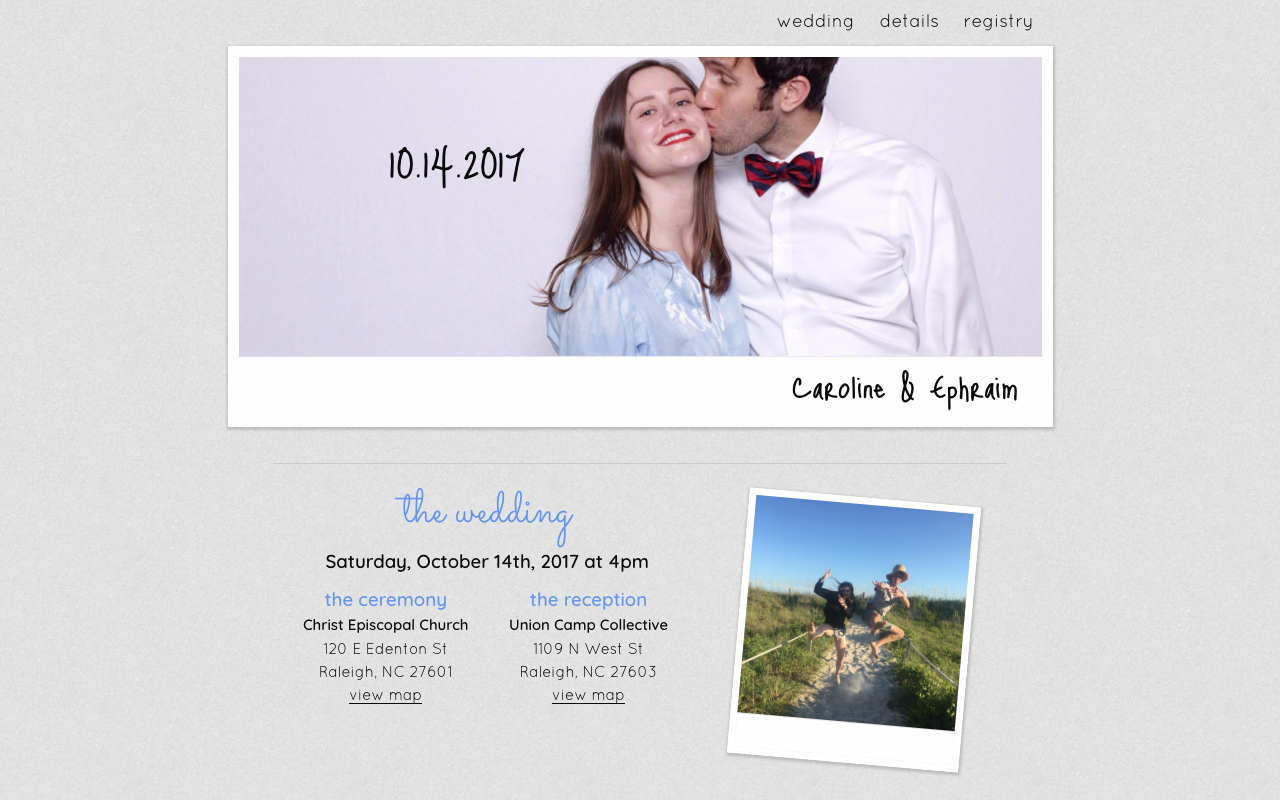 wedding details registry
10.14.2017
Caroline & Ephraim
the wedding
Saturday, October 14th, 2017 at 4pm
the ceremony
Christ Episcopal Church
120 E Edenton St
Raleigh, NC 27601
view map
the reception
Union Camp Collective
1109 N West St
Raleigh, NC 27603
view map